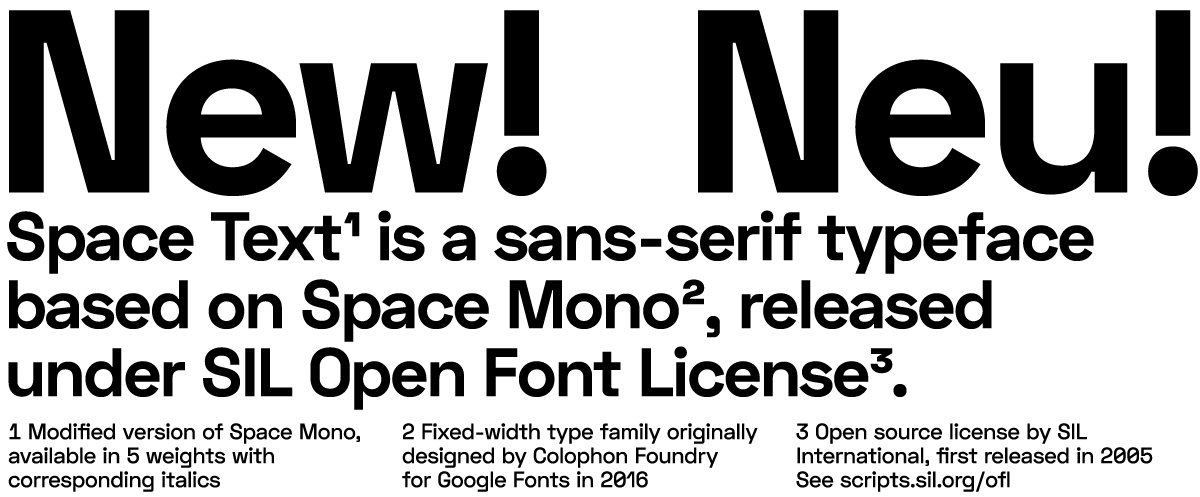 New! Neu!
Space Text¹ is a sans-serif typeface
based on Space Mono², released
under SIL Open Font License³.
1 Modified version of Space Mono,
available in 5 weights with
corresponding italics
2 Fixed-width type family originally
designed by Colophon Foundry
for Google Fonts in 2016
3 Open source license by SIL
International, first released in 2005
See scripts.sil.org/ofl